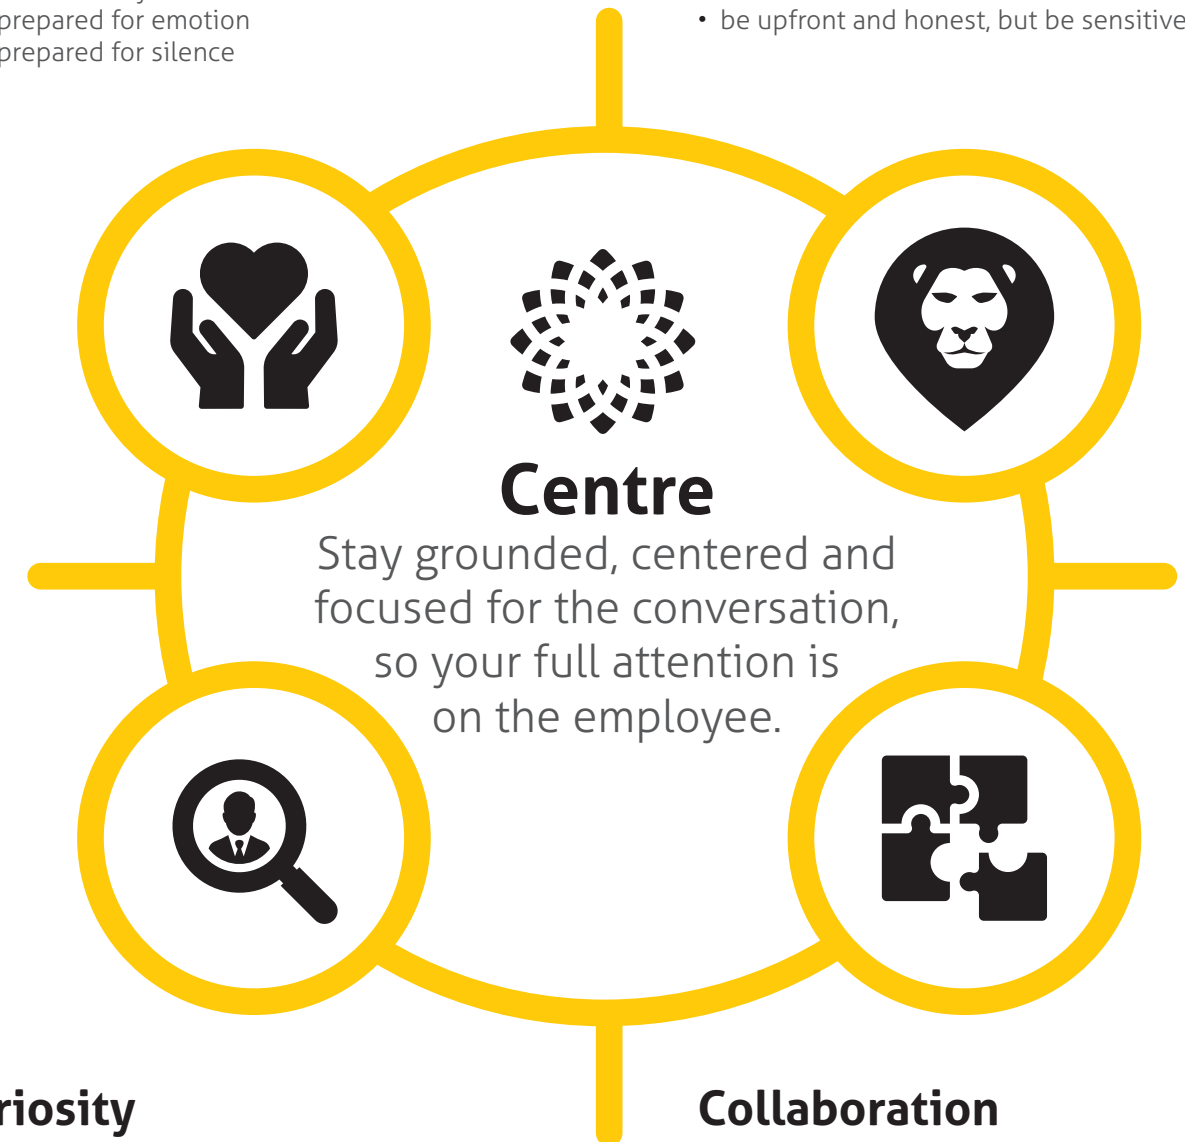 prepared for emotion
prepared for silence
• be upfront and honest, but be sensitive
Centre
Stay grounded, centered and
focused for the conversation,
so your full attention is
on the employee.
riosity
Collaboration